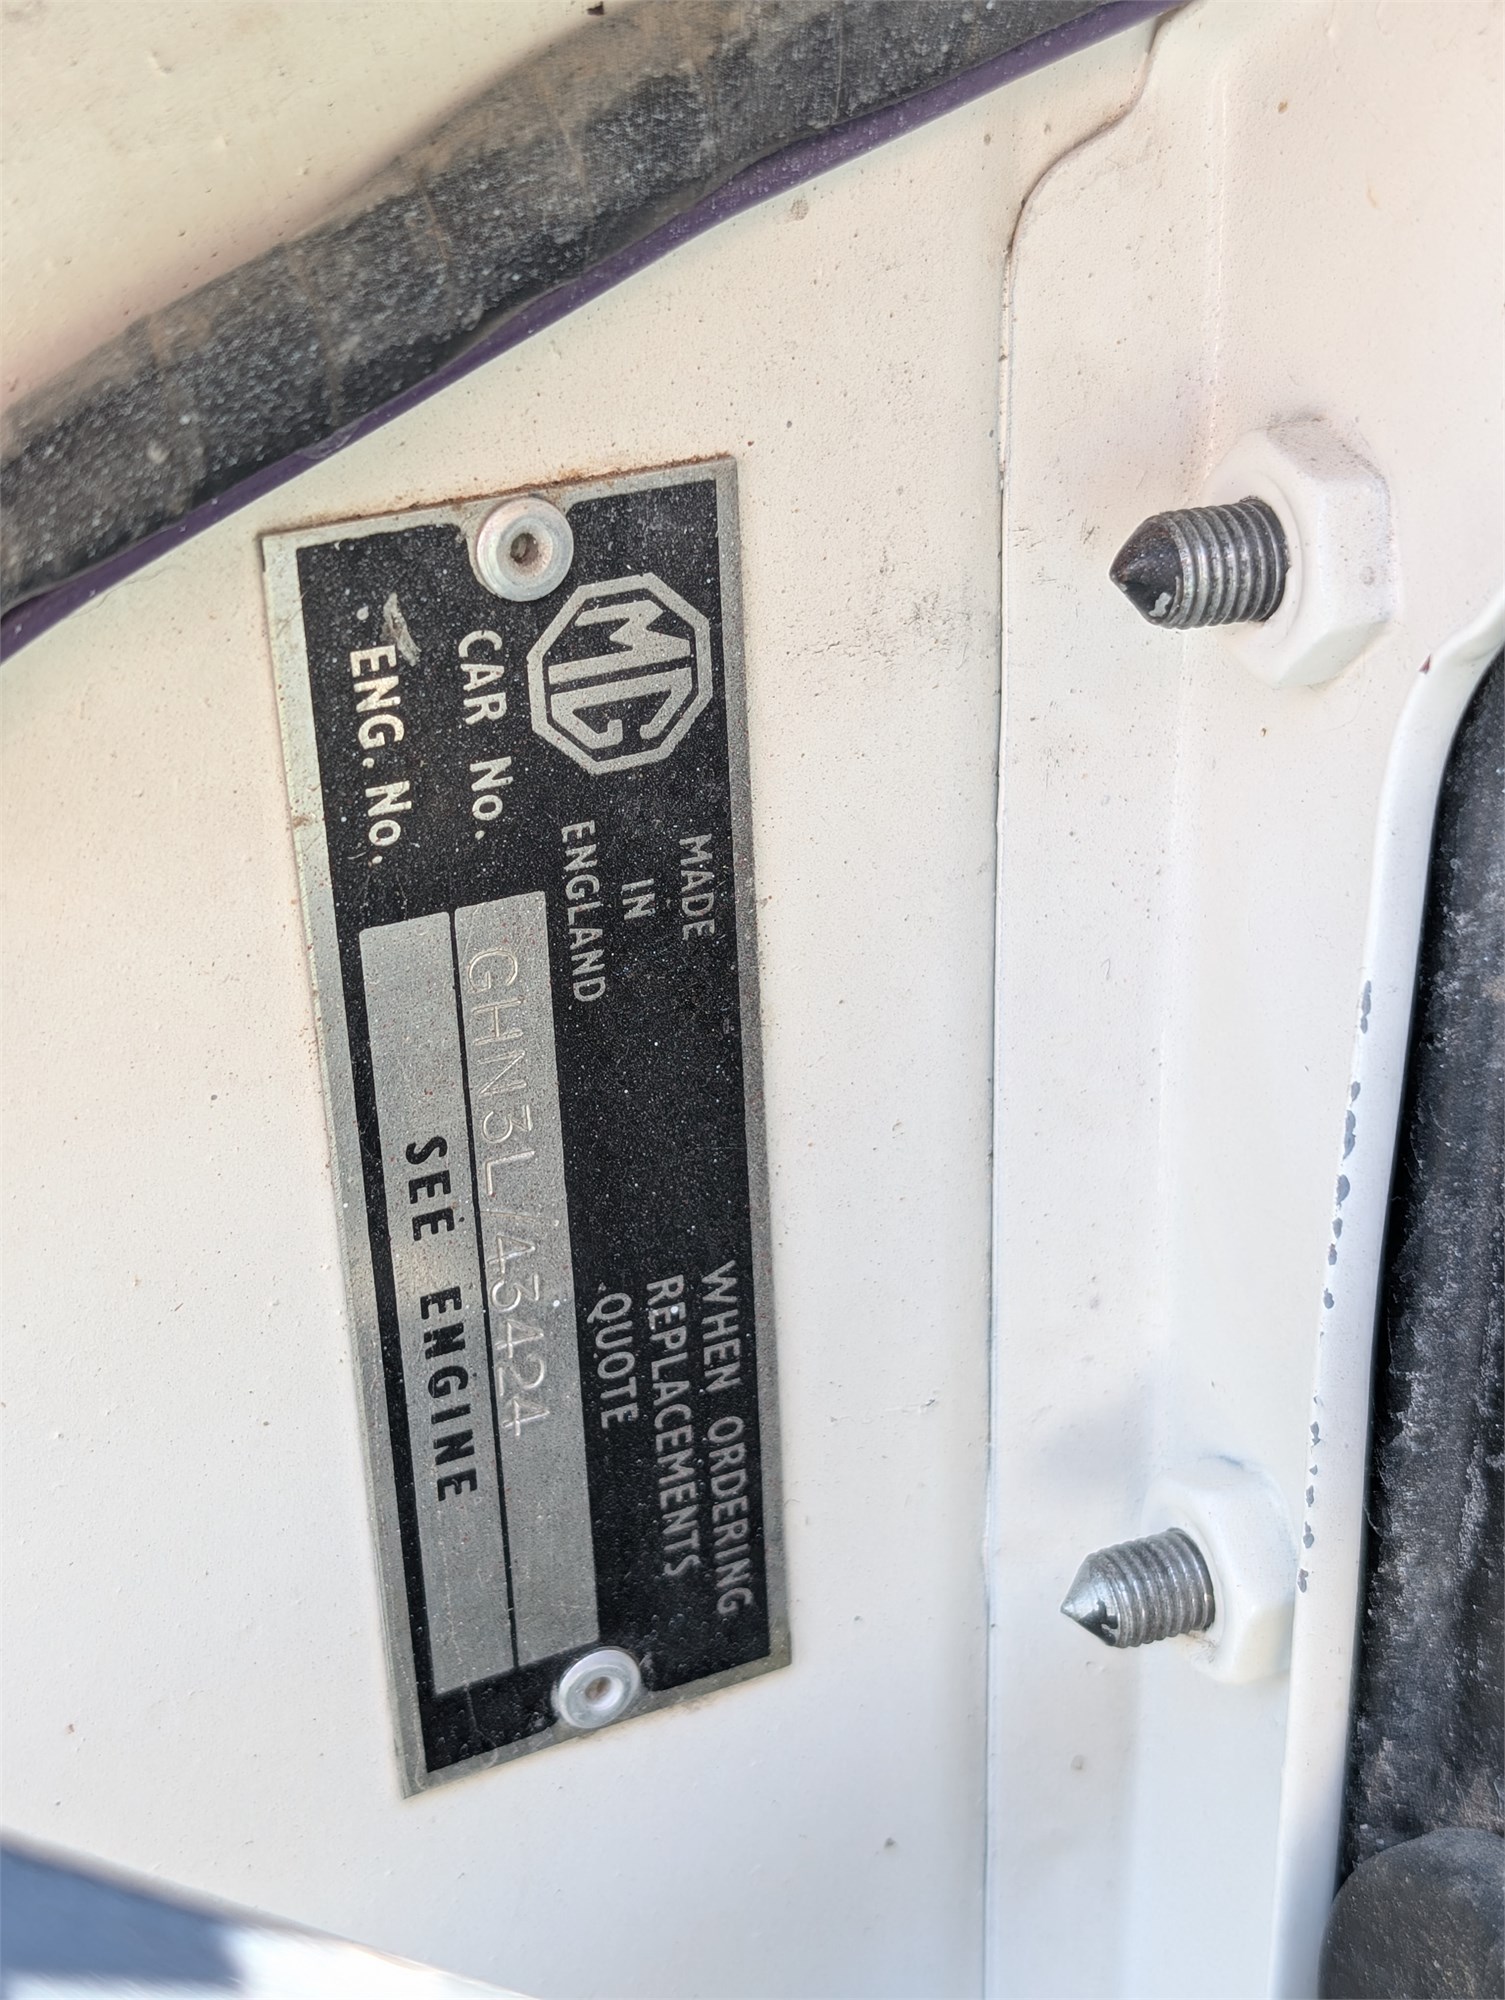 MG
MADE
IN
ENGLAND
WHEN ORDERING
REPLACEMENTS
QUOTE
CAR No. GHN3L/43424
ENG. No. SEE ENGINE